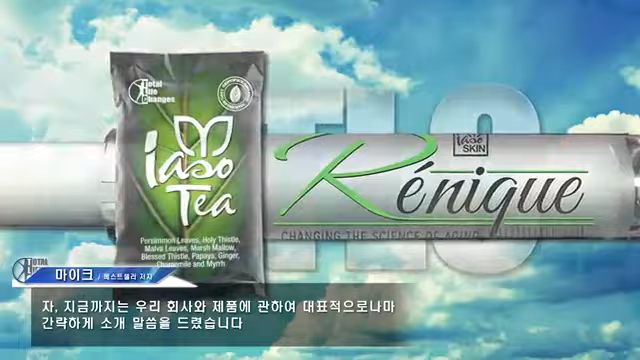 Total
Life
Changes
iaso
Tea
Persimmon Leaves, Holy Thistle,
Malva Leaves, Marsh Mallow,
Blessed Thistle, Papaya, Ginger,
Chamomile and Myrrh
TLC
iaso
SKIN
Rénique
CHANGING THE SCIENCE OF AGING
마이크 / 베스트셀러 저자
자, 지금까지는 우리 회사와 제품에 관하여 대표적으로나마
간략하게 소개 말씀을 드렸습니다